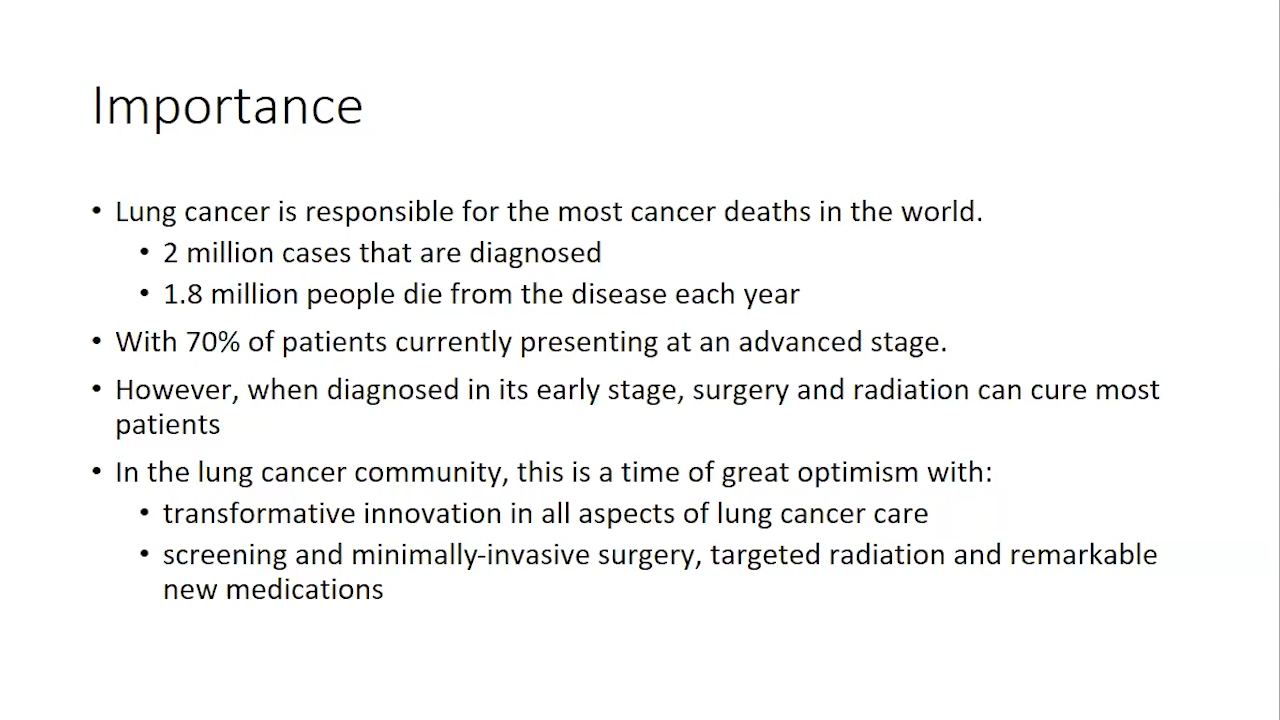 Importance
• Lung cancer is responsible for the most cancer deaths in the world.
• 2 million cases that are diagnosed
• 1.8 million people die from the disease each year
• With 70% of patients currently presenting at an advanced stage.
• However, when diagnosed in its early stage, surgery and radiation can cure most
patients
• In the lung cancer community, this is a time of great optimism with:
• transformative innovation in all aspects of lung cancer care
• screening and minimally-invasive surgery, targeted radiation and remarkable
new medications